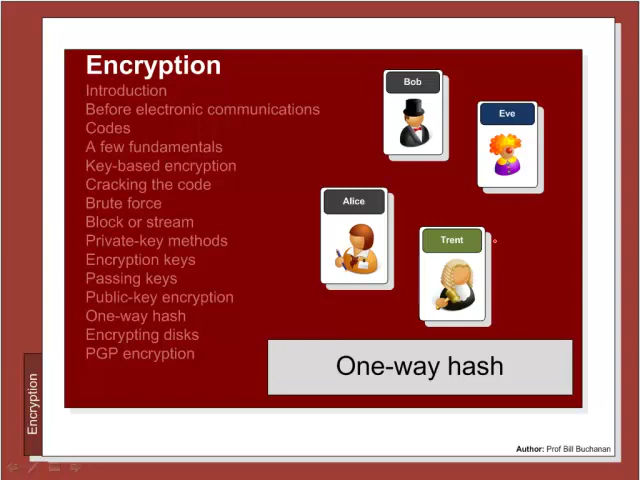 Encryption
Introduction
Before electronic communications
Codes
A few fundamentals
Key-based encryption
Cracking the code
Brute force
Block or stream
Private-key methods
Encryption keys
Passing keys
Public-key encryption
One-way hash
Encrypting disks
PGP encryption
Bob
Eve
Alice
Trent
One-way hash
Encryption
Author: Prof Bill Buchanan